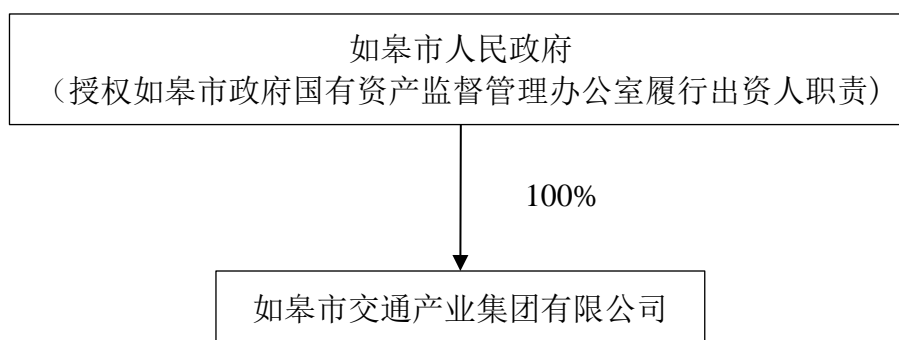 如皋市人民政府
（授权如皋市政府国有资产监督管理办公室履行出资人职责）
100%
如皋市交通产业集团有限公司